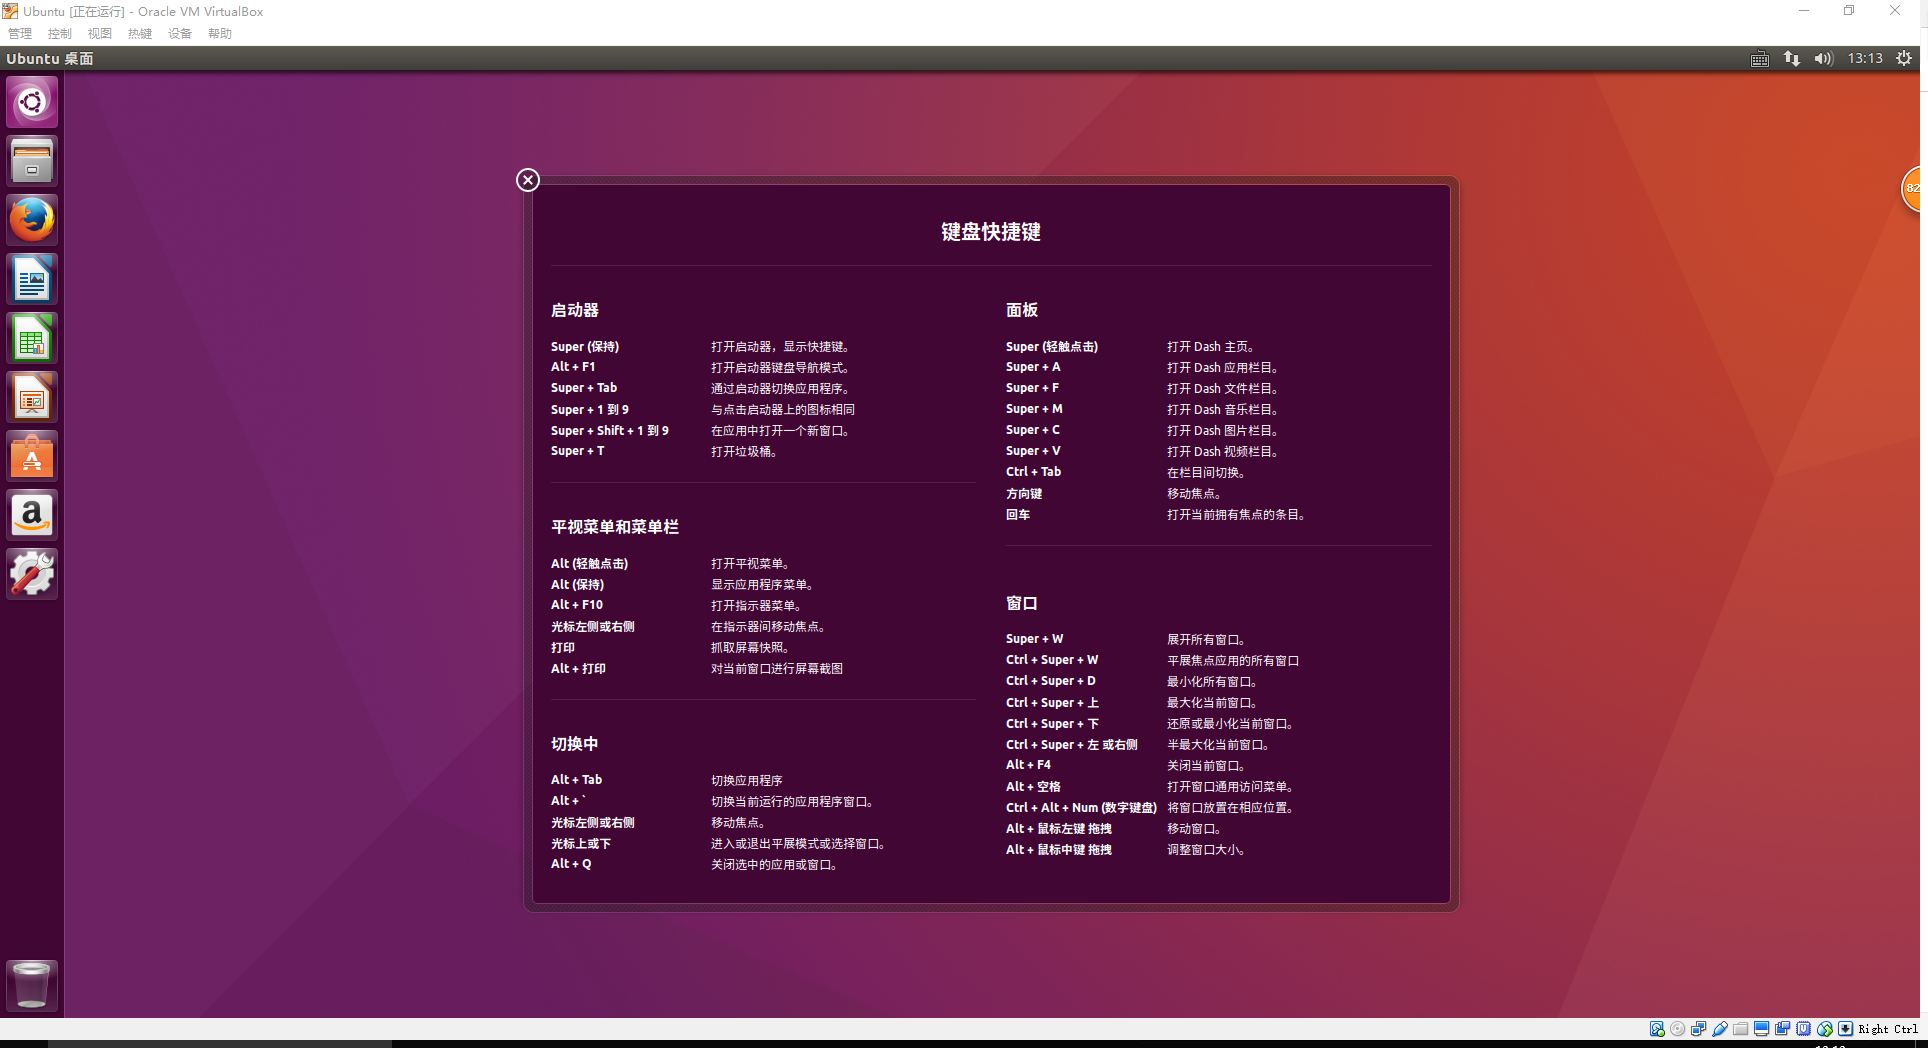 Ubuntu [正在运行] - Oracle VM VirtualBox
管理 控制 视图 热键 设备 帮助
Ubuntu 桌面 13:13
82
键盘快捷键
启动器
Super (保持) 打开启动器，显示快捷键。
Alt + F1 打开启动器键盘导航模式。
Super + Tab 通过启动器切换应用程序。
Super + 1 到 9 与点击启动器上的图标相同
Super + Shift + 1 到 9 在应用中打开一个新窗口。
Super + T 打开垃圾桶。
平视菜单和菜单栏
Alt (轻触点击) 打开平视菜单。
Alt (保持) 显示应用程序菜单。
Alt + F10 打开指示器菜单。
光标左侧或右侧 在指示器间移动焦点。
打印 抓取屏幕快照。
Alt + 打印 对当前窗口进行屏幕截图
切换中
Alt + Tab 切换应用程序
Alt + ` 切换当前运行的应用程序窗口。
光标左侧或右侧 移动焦点。
光标上或下 进入或退出平展模式或选择窗口。
Alt + Q 关闭选中的应用或窗口。
面板
Super (轻触点击) 打开 Dash 主页。
Super + A 打开 Dash 应用栏目。
Super + F 打开 Dash 文件栏目。
Super + M 打开 Dash 音乐栏目。
Super + C 打开 Dash 图片栏目。
Super + V 打开 Dash 视频栏目。
Ctrl + Tab 在栏目间切换。
方向键 移动焦点。
回车 打开当前拥有焦点的条目。
窗口
Super + W 展开所有窗口。
Ctrl + Super + W 平展焦点应用的所有窗口
Ctrl + Super + D 最小化所有窗口。
Ctrl + Super + 上 最大化当前窗口。
Ctrl + Super + 下 还原或最小化当前窗口。
Ctrl + Super + 左 或右侧 半最大化当前窗口。
Alt + F4 关闭当前窗口。
Alt + 空格 打开窗口通用访问菜单。
Ctrl + Alt + Num (数字键盘) 将窗口放置在相应位置。
Alt + 鼠标左键 拖拽 移动窗口。
Alt + 鼠标中键 拖拽 调整窗口大小。
Right Ctrl